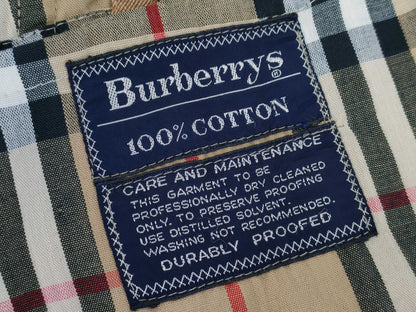 Burberrys®
100% COTTON
CARE AND MAINTENANCE
THIS GARMENT TO BE
PROFESSIONALLY DRY CLEANED
ONLY. TO PRESERVE PROOFING
USE DISTILLED SOLVENT.
WASHING NOT RECOMMENDED.
DURABLY PROOFED